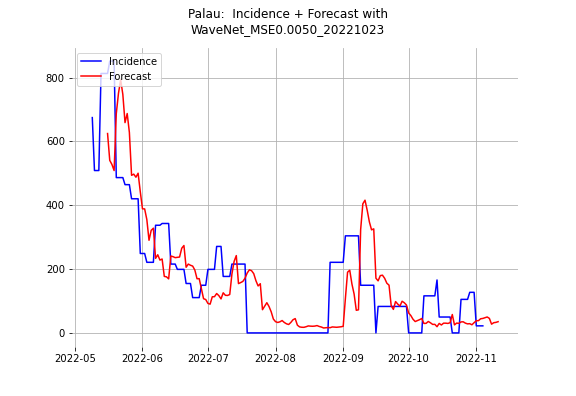 Palau:  Incidence + Forecast with
WaveNet_MSE0.0050_20221023
Incidence
Forecast
800
600
400
200
0
2022-05 2022-06 2022-07 2022-08 2022-09 2022-10 2022-11